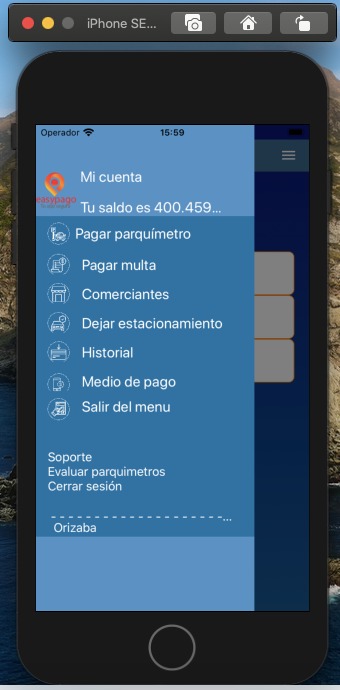 iPhone SE...
Operador
15:59
Mi cuenta
easypago
Tu saldo es 400.459...
Pagar parquímetro
Pagar multa
Comerciantes
Dejar estacionamiento
Historial
Medio de pago
Salir del menu
Soporte
Evaluar parquimetros
Cerrar sesión
_ _ _ _ _ _ _ _ _ _ _ _ _ _ _ _ _ _ _ _...
Orizaba